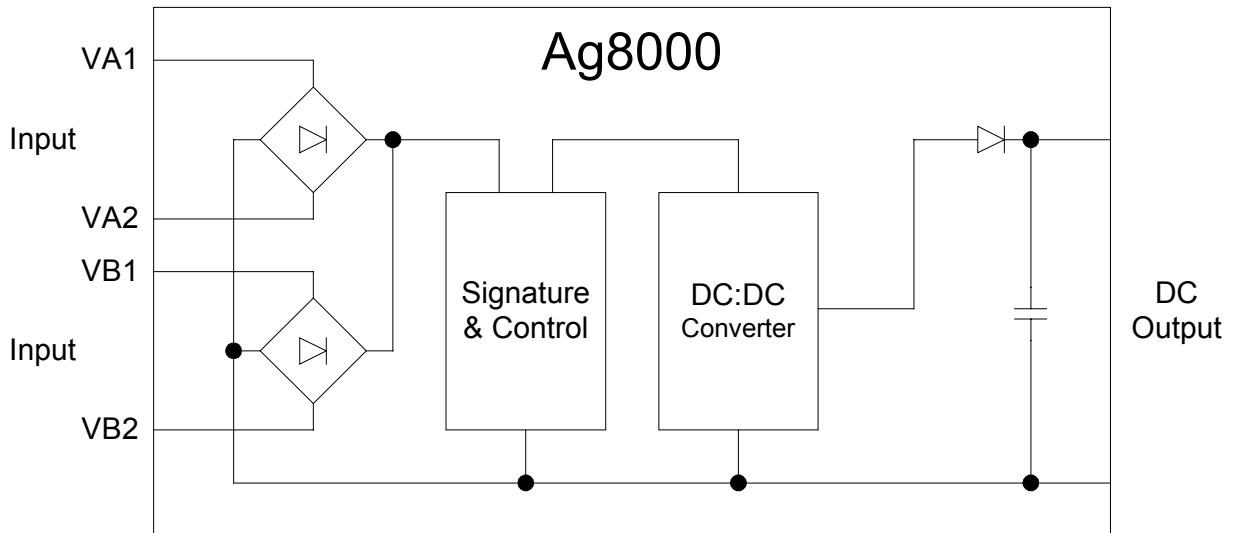 Ag8000
VA1
Input
VA2
VB1
Input
VB2
Signature
& Control
DC:DC
Converter
DC
Output